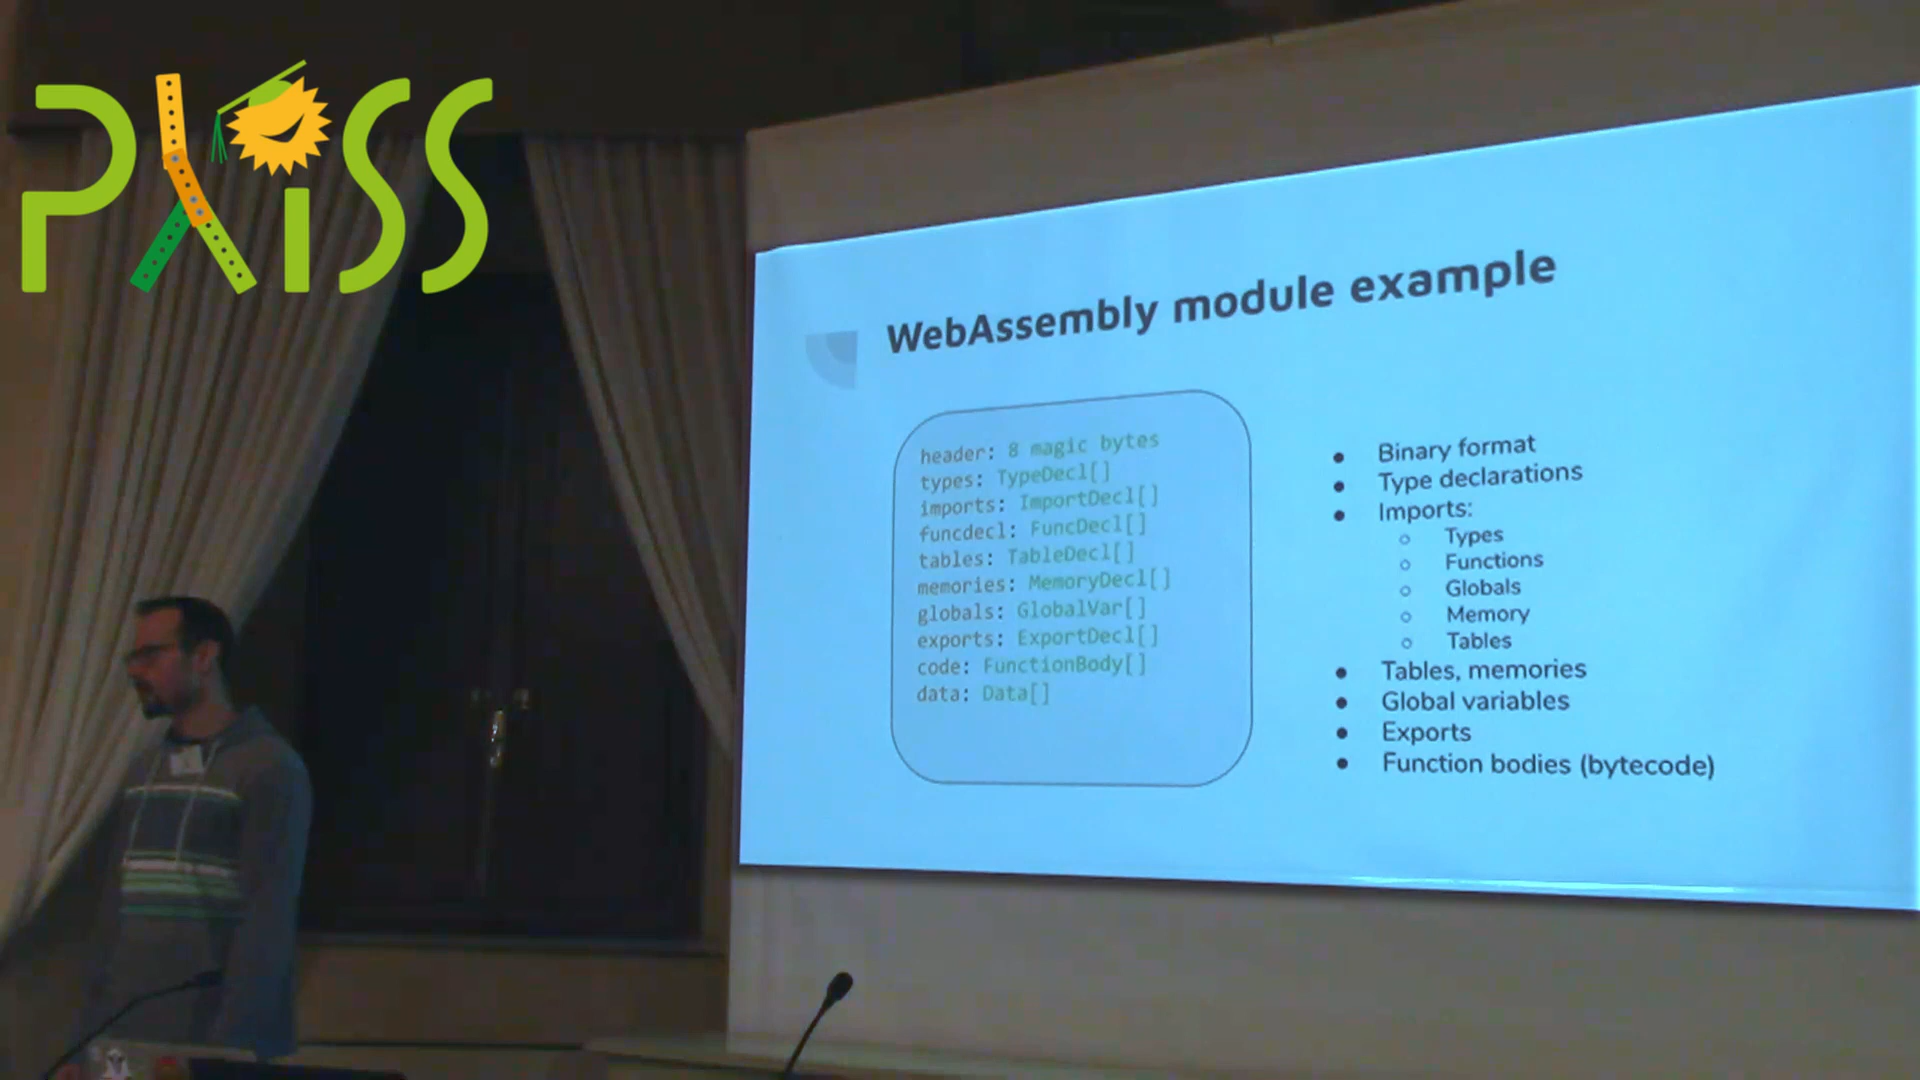 PLISS
WebAssembly module example
header: 8 magic bytes
types: TypeDecl[]
imports: ImportDecl[]
funcdecl: FuncDecl[]
tables: TableDecl[]
memories: MemoryDecl[]
globals: GlobalVar[]
exports: ExportDecl[]
code: FunctionBody[]
data: Data[]
Binary format
Type declarations
Imports:
Types
Functions
Globals
Memory
Tables
Tables, memories
Global variables
Exports
Function bodies (bytecode)